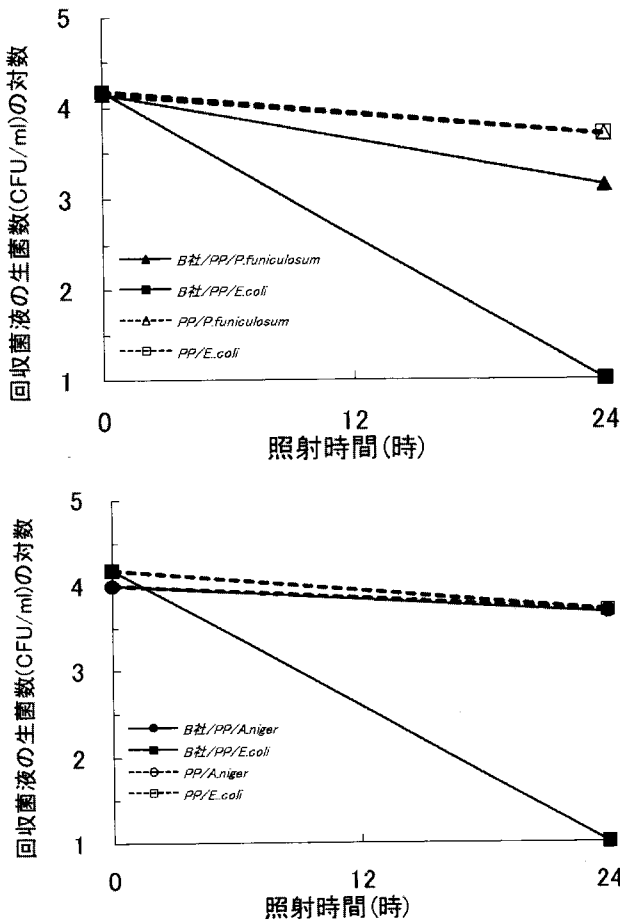 回収菌液の生菌数(CFU/ml)の対数
5
4
3
2
1
B社/PP/P.funiculosum
B社/PP/E.coli
PP/P.funiculosum
PP/E.coli
0
12
24
照射時間(時)
回収菌液の生菌数(CFU/ml)の対数
5
4
3
2
1
B社/PP/A.niger
B社/PP/E.coli
PP/A.niger
PP/E.coli
0
12
24
照射時間(時)